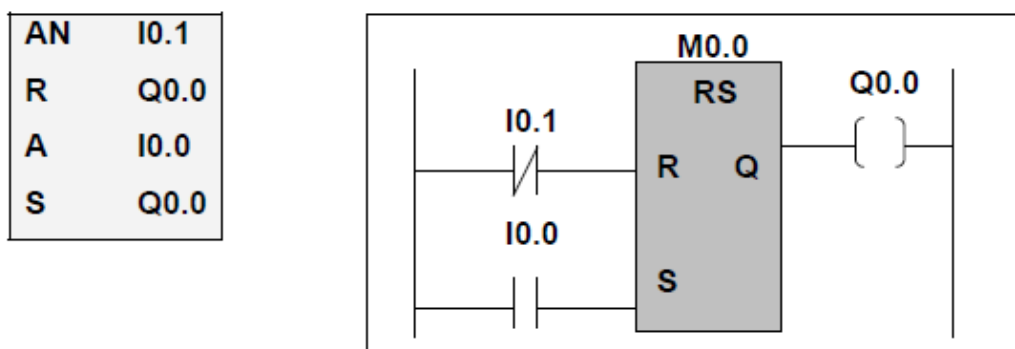 AN I0.1
R Q0.0
A I0.0
S Q0.0
M0.0
RS
Q0.0
I0.1
R Q
I0.0
S